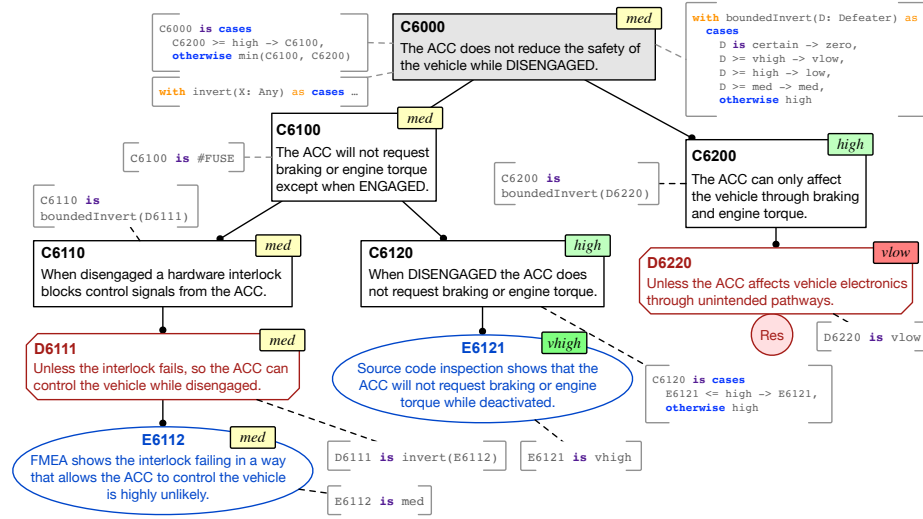 C6000 is cases
C6200 >= high -> C6100,
otherwise min(C6100, C6200)
with invert(X: Any) as cases …
C6000
med
The ACC does not reduce the safety of
the vehicle while DISENGAGED.
with boundedInvert(D: Defeater) as
cases
D is certain -> zero,
D >= vhigh -> vlow,
D >= high -> low,
D >= med -> med,
otherwise high
C6100 is #FUSE
C6100
med
The ACC will not request
braking or engine torque
except when ENGAGED.
C6200 is
boundedInvert(D6220)
C6200
high
The ACC can only affect
the vehicle through braking
and engine torque.
C6110 is
boundedInvert(D6111)
C6110
med
When disengaged a hardware interlock
blocks control signals from the ACC.
C6120
high
When DISENGAGED the ACC does
not request braking or engine torque.
D6220
vlow
Unless the ACC affects vehicle electronics
through unintended pathways.
Res
D6220 is vlow
D6111
med
Unless the interlock fails, so the ACC can
control the vehicle while disengaged.
E6121
vhigh
Source code inspection shows that the
ACC will not request braking or engine
torque while deactivated.
C6120 is cases
E6121 <= high -> E6121,
otherwise high
E6112
med
FMEA shows the interlock failing in a way
that allows the ACC to control the vehicle
is highly unlikely.
D6111 is invert(E6112)
E6121 is vhigh
E6112 is med